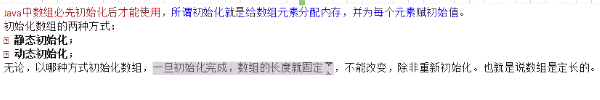 Java中数组必先初始化后才能使用，所谓初始化就是给数组元素分配内存，并为每个元素赋初始值。
初始化数组的两种方式：
静态初始化；
动态初始化；
无论，以哪种方式初始化数组，一旦初始化完成，数组的长度就固定了，不能改变，除非重新初始化。也就是说数组是定长的。